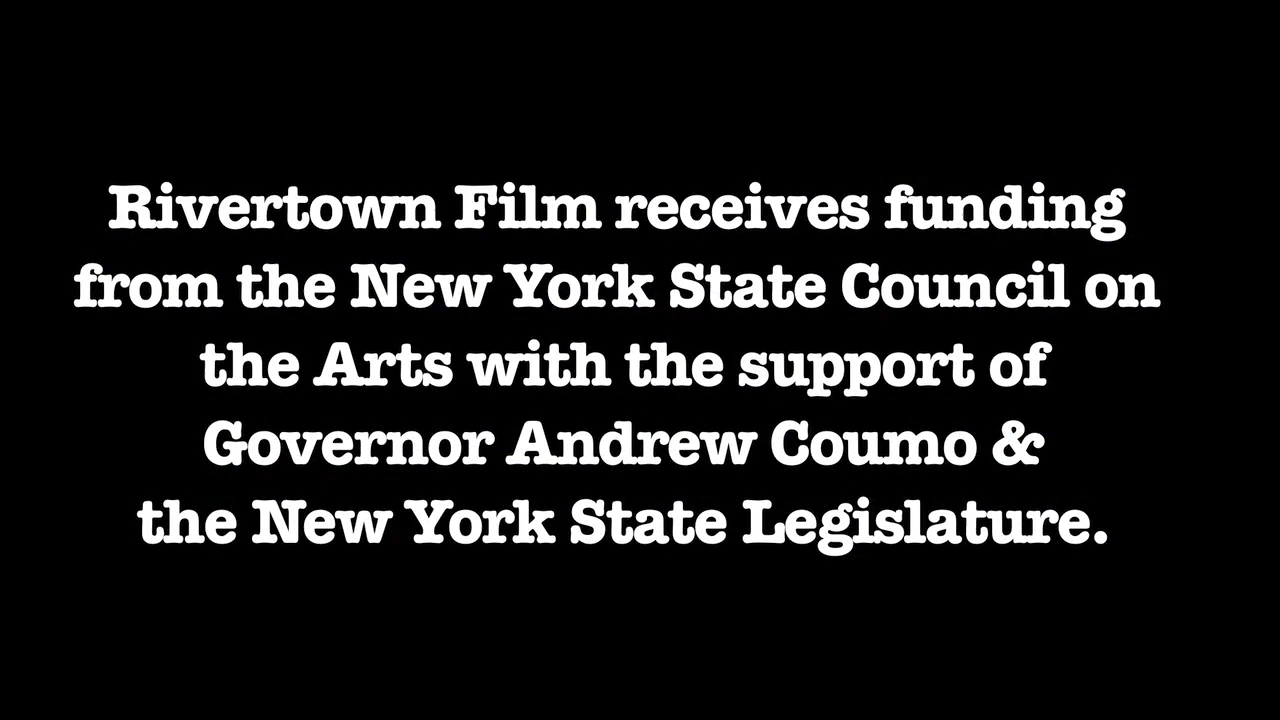 Rivertown Film receives funding
from the New York State Council on
the Arts with the support of
Governor Andrew Coumo &
the New York State Legislature.